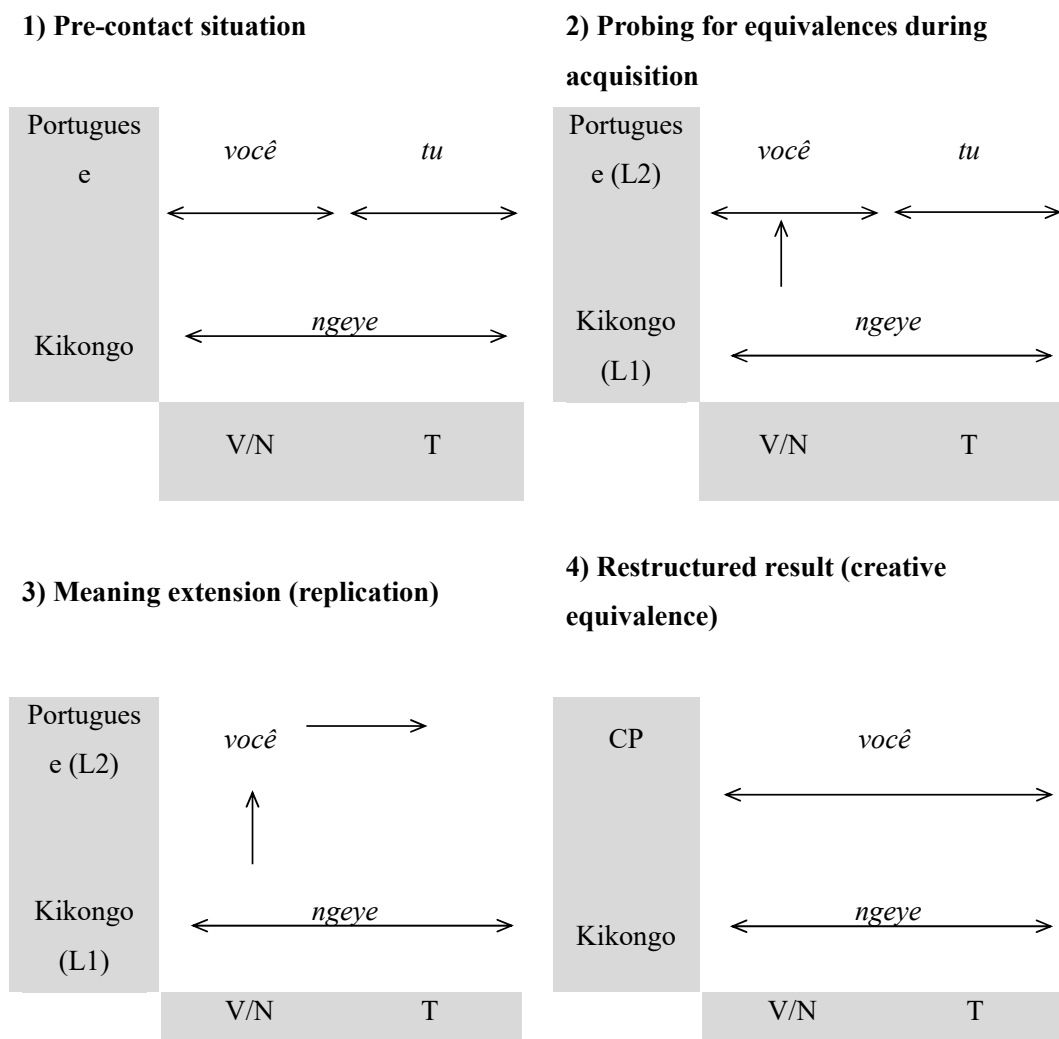 1) Pre-contact situation
Portugues
e
você
tu
Kikongo
ngeye
V/N
T
2) Probing for equivalences during
acquisition
Portugues
e (L2)
você
tu
Kikongo
(L1)
ngeye
V/N
T
3) Meaning extension (replication)
Portugues
e (L2)
você
Kikongo
(L1)
ngeye
V/N
T
4) Restructured result (creative
equivalence)
CP
você
Kikongo
ngeye
V/N
T